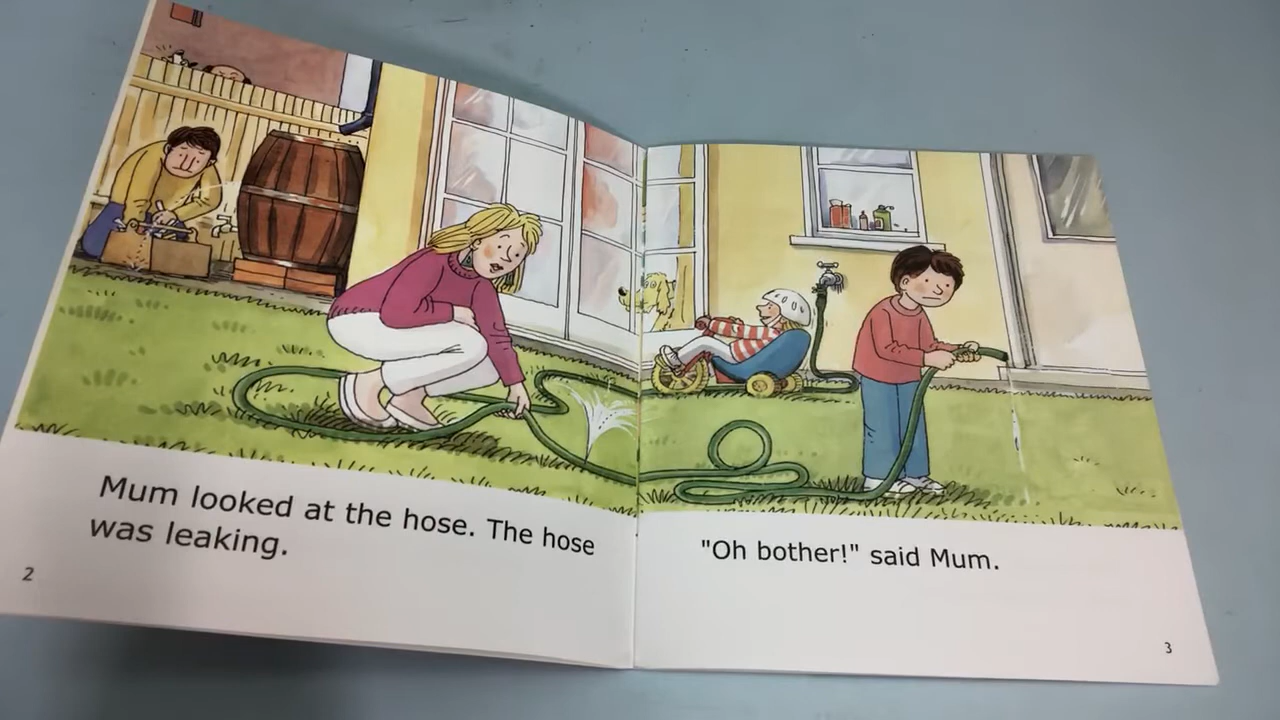 Mum looked at the hose. The hose
was leaking.
2
"Oh bother!" said Mum.
3